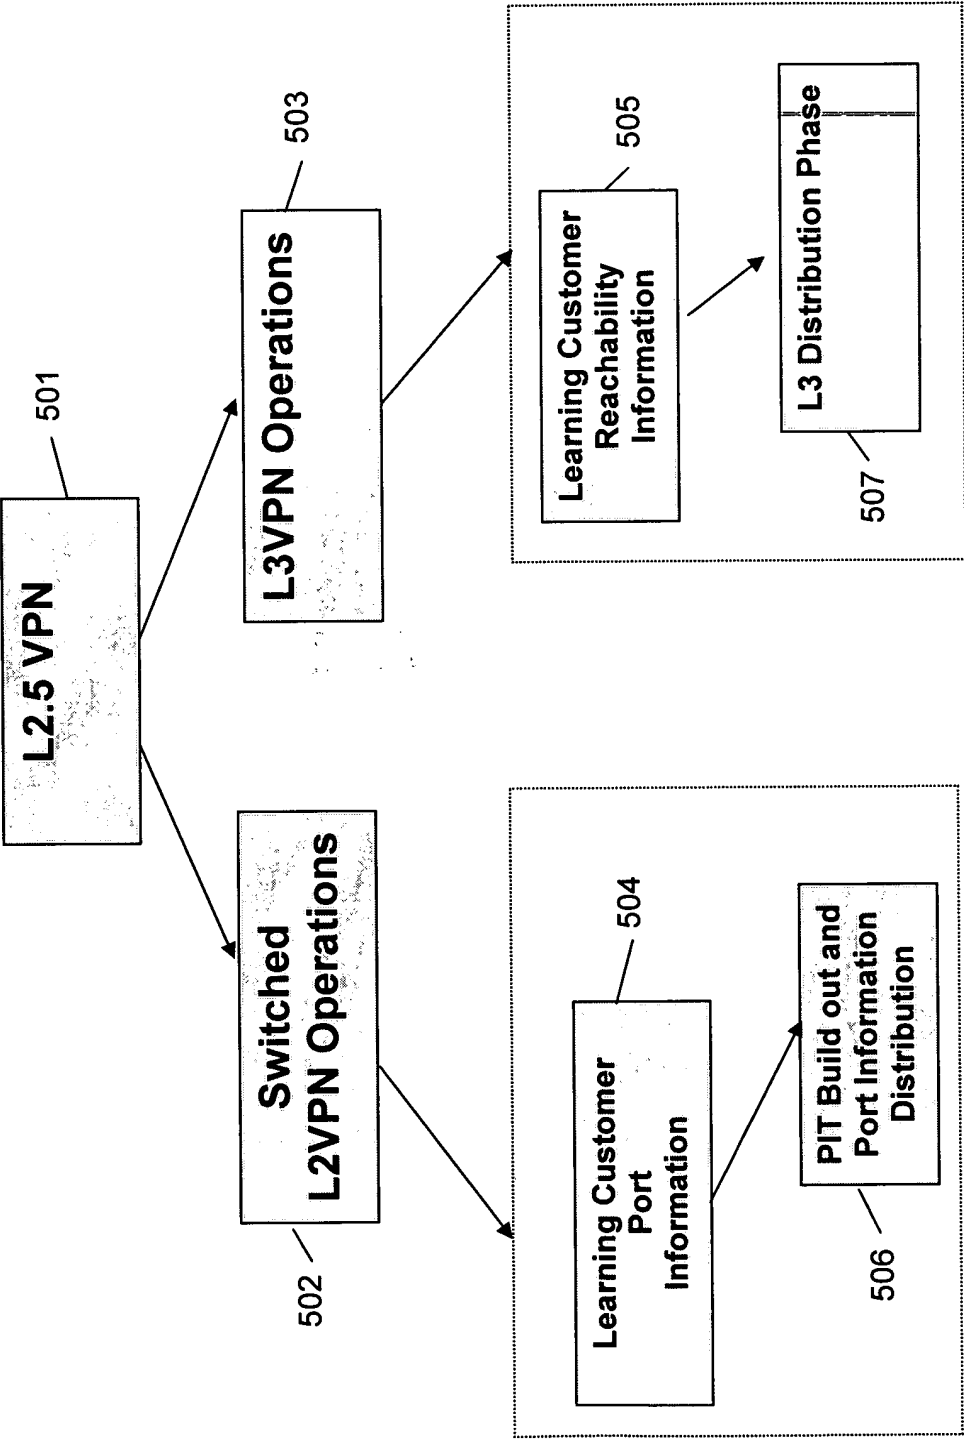 L2.5 VPN
501
Switched
L2VPN Operations
502
L3VPN Operations
503
Learning Customer
Port
Information
504
PIT Build out and
Port Information
Distribution
506
Learning Customer
Reachability
Information
505
L3 Distribution Phase
507